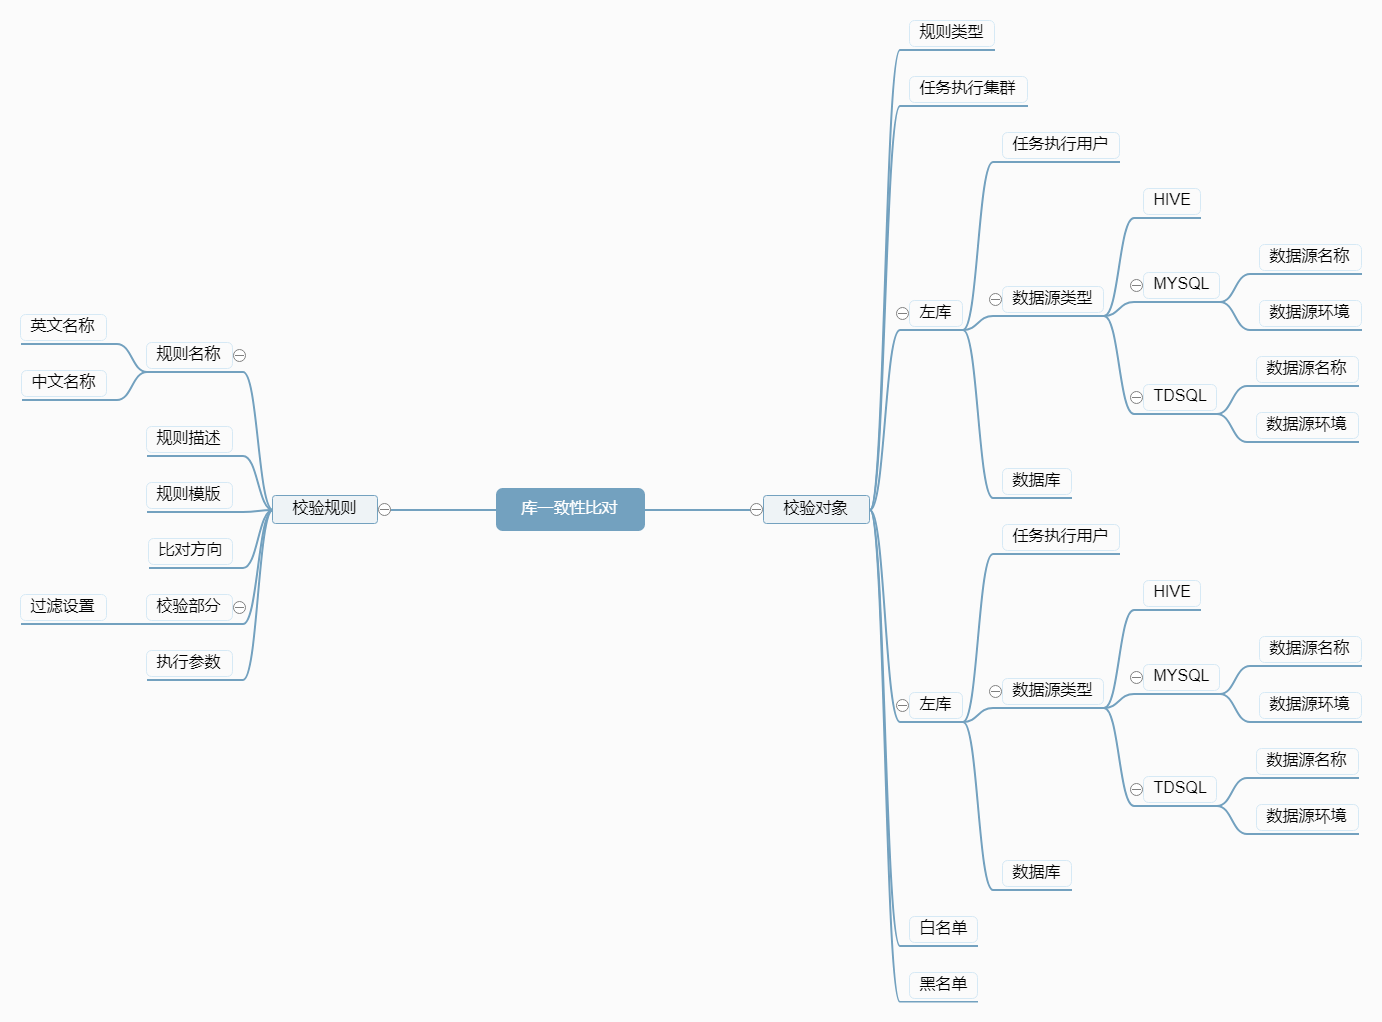 库一致性比对
校验规则
规则名称
英文名称
中文名称
规则描述
规则模版
比对方向
校验部分
过滤设置
执行参数
校验对象
规则类型
任务执行集群
左库
任务执行用户
数据源类型
HIVE
MYSQL
数据源名称
数据源环境
TDSQL
数据源名称
数据源环境
数据库
左库
任务执行用户
数据源类型
HIVE
MYSQL
数据源名称
数据源环境
TDSQL
数据源名称
数据源环境
数据库
白名单
黑名单